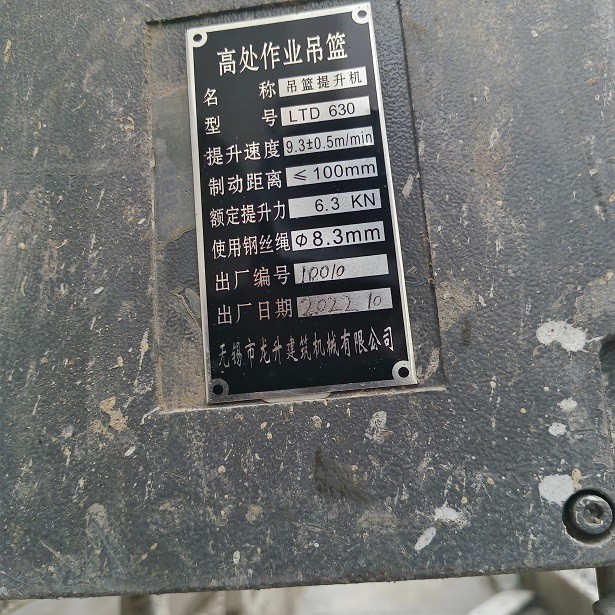 高处作业吊篮
名 称 吊篮提升机
型 号 LTD 630
提升速度 9.3±0.5m/min
制动距离 ≤100mm
额定提升力 6.3 KN
使用钢丝绳 Φ8.3mm
出厂编号 10010
出厂日期 2022.10
无锡市龙升建筑机械有限公司